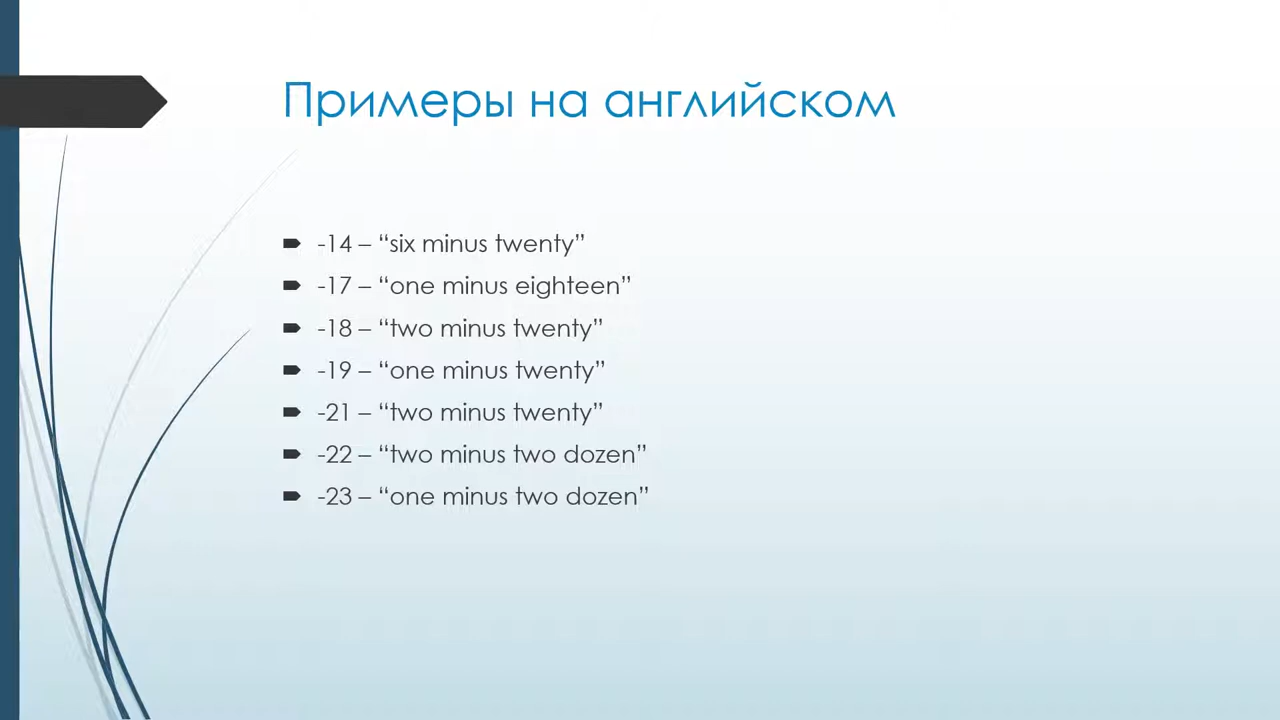 Примеры на английском
-14 – “six minus twenty”
-17 – “one minus eighteen”
-18 – “two minus twenty”
-19 – “one minus twenty”
-21 – “two minus twenty”
-22 – “two minus two dozen”
-23 – “one minus two dozen”